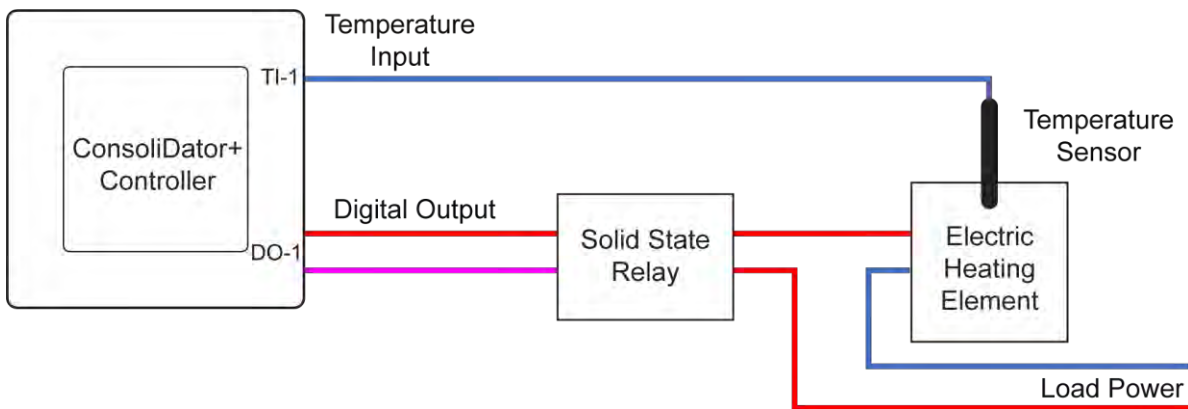 Temperature
Input
TI-1
ConsoliDator+
Controller
Temperature
Sensor
Digital Output
DO-1
Solid State
Relay
Electric
Heating
Element
Load Power